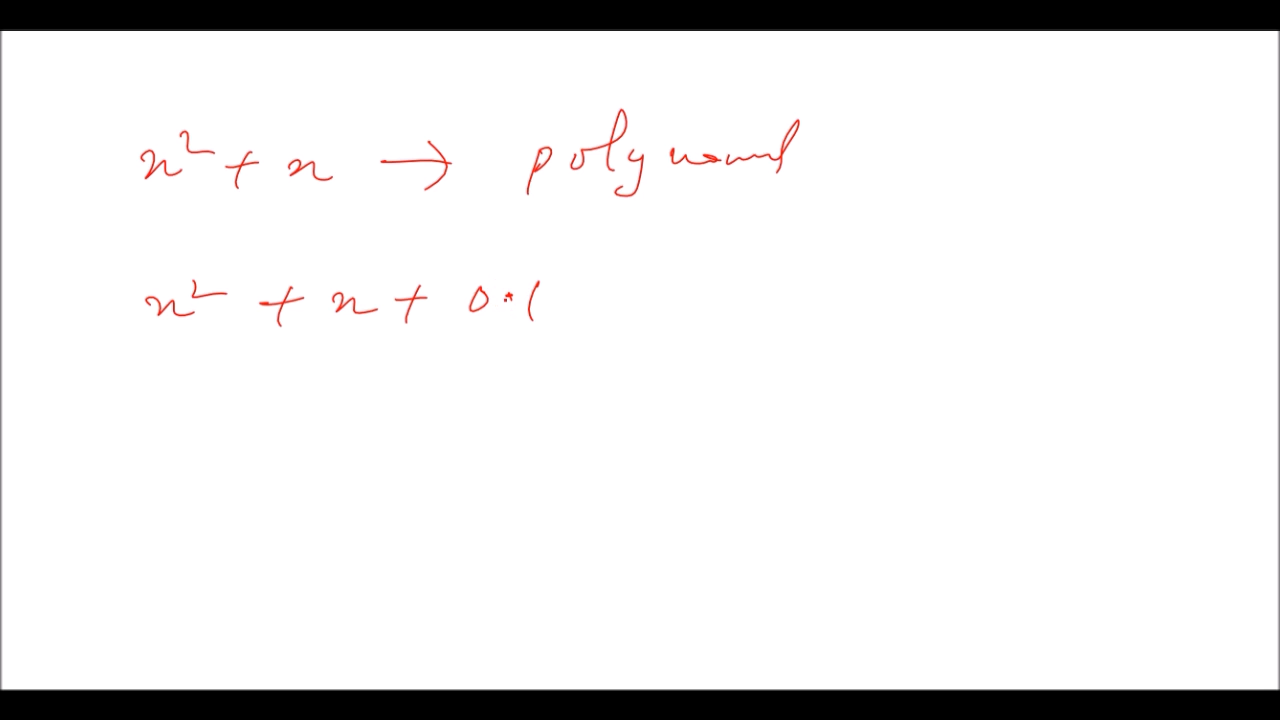 x² + x → polynomial
x² + x + 0·(